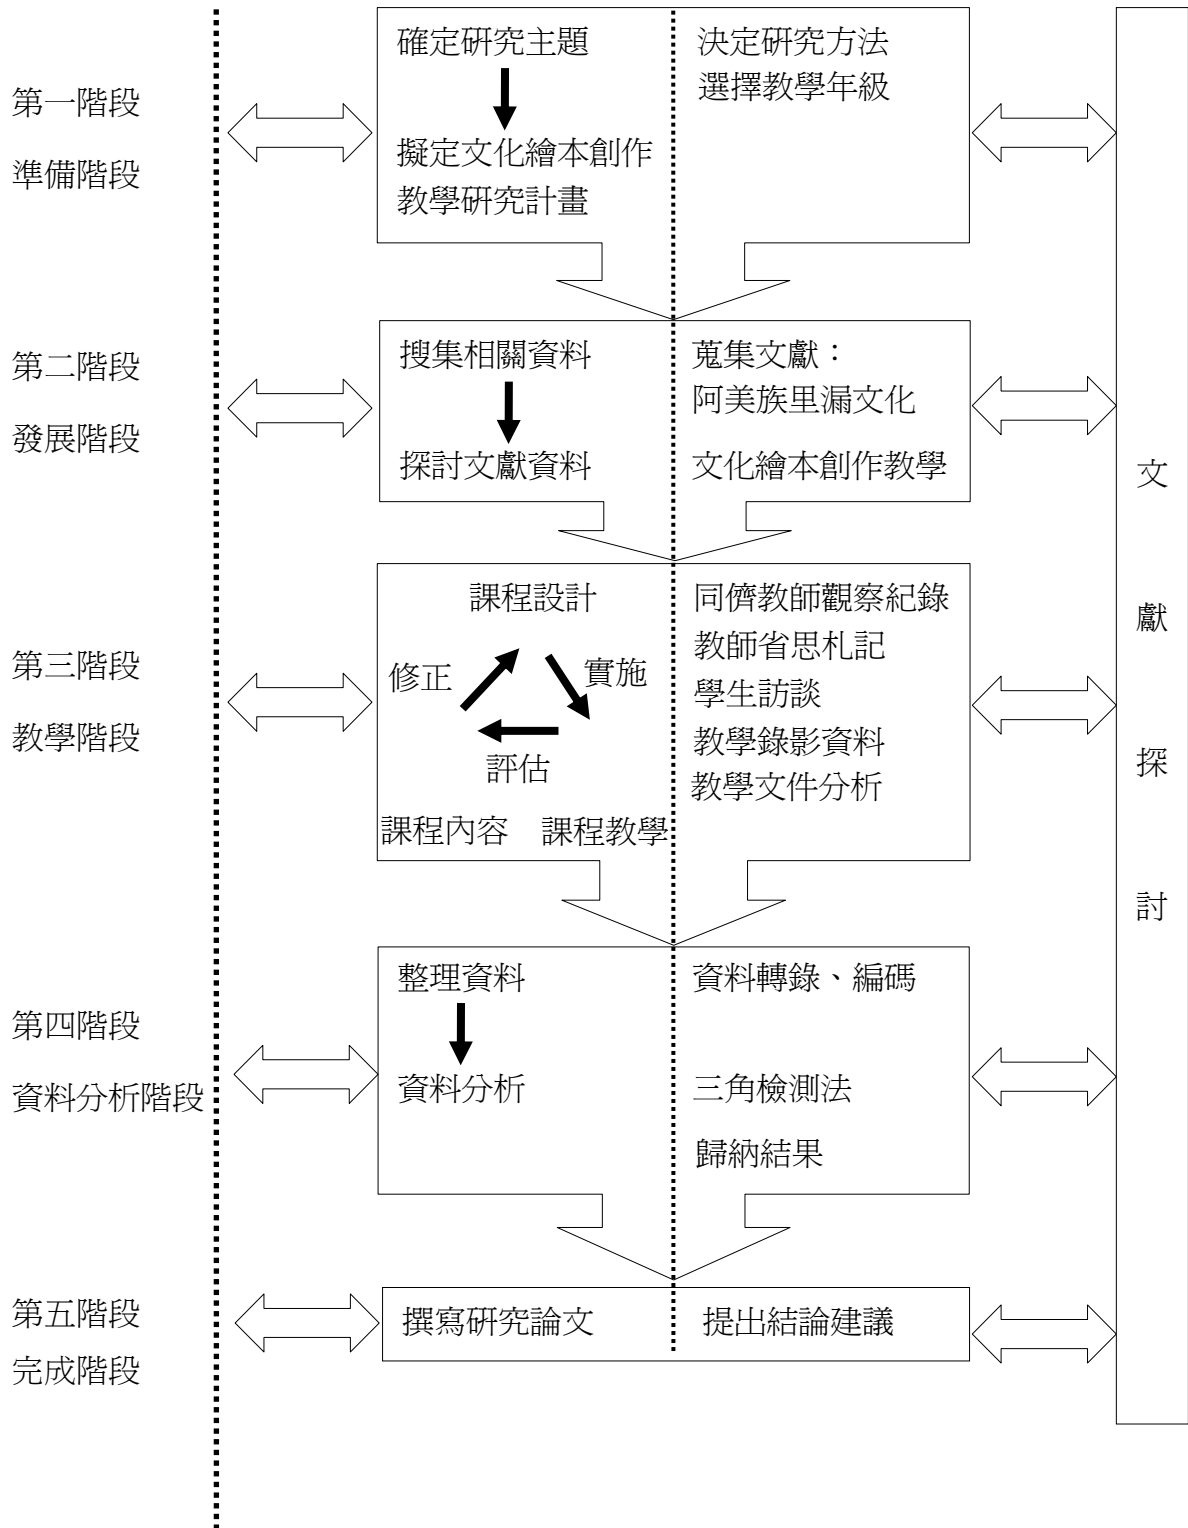 第一階段
準備階段
確定研究主題
擬定文化繪本創作
教學研究計畫
決定研究方法
選擇教學年級
第二階段
發展階段
搜集相關資料
探討文獻資料
蒐集文獻：
阿美族里漏文化
文化繪本創作教學
第三階段
教學階段
課程設計
修正
實施
評估
課程內容 課程教學
同儕教師觀察紀錄
教師省思札記
學生訪談
教學錄影資料
教學文件分析
第四階段
資料分析階段
整理資料
資料分析
資料轉錄、編碼
三角檢測法
歸納結果
第五階段
完成階段
撰寫研究論文
提出結論建議
文
獻
探
討